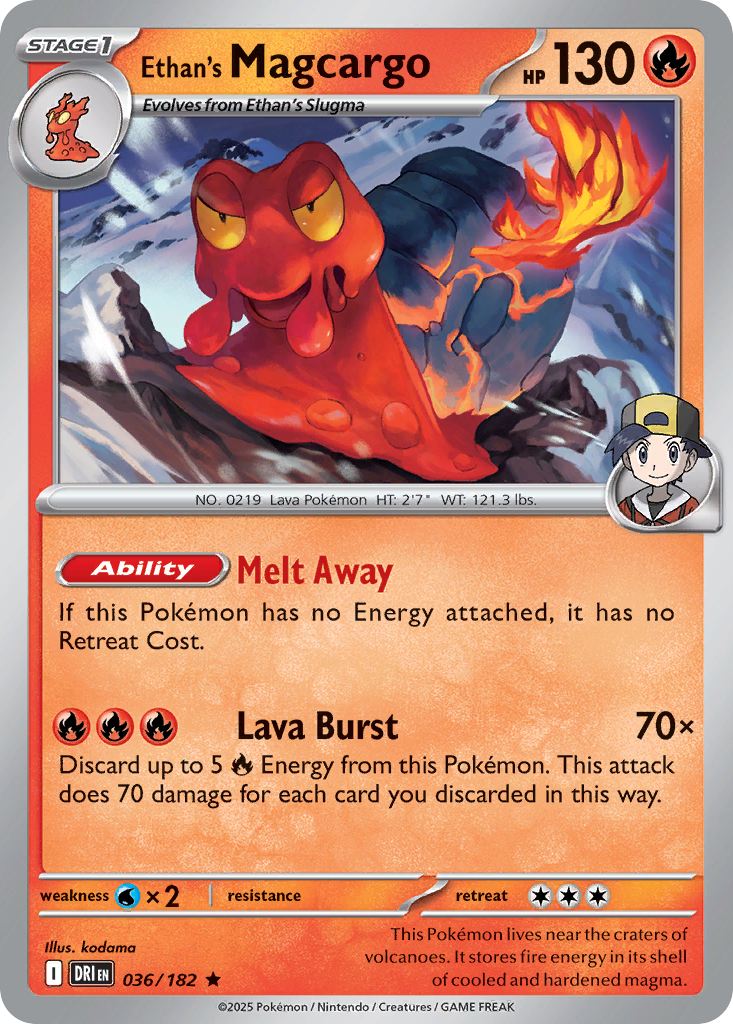 STAGE1
Ethan's Magcargo HP 130
Evolves from Ethan's Slugma
NO. 0219 Lava Pokémon HT: 2'7" WT: 121.3 lbs.
Ability Melt Away
If this Pokémon has no Energy attached, it has no
Retreat Cost.
Lava Burst 70×
Discard up to 5 Energy from this Pokémon. This attack
does 70 damage for each card you discarded in this way.
weakness ×2 resistance retreat
Illus. kodama
This Pokémon lives near the craters of
volcanoes. It stores fire energy in its shell
of cooled and hardened magma.
I DRI EN 036/182 ★
©2025 Pokémon / Nintendo / Creatures / GAME FREAK